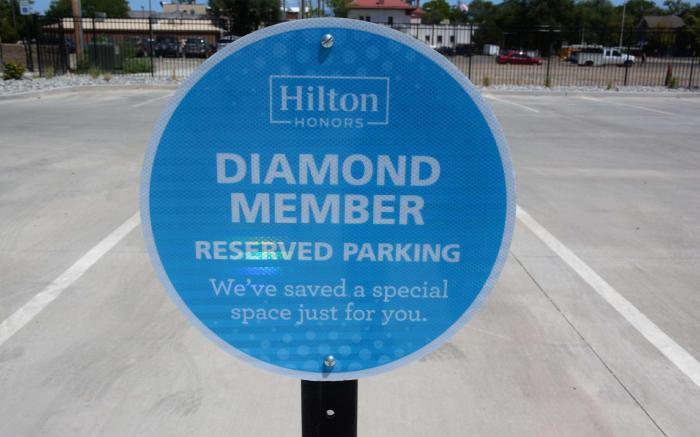 Hilton
HONORS
DIAMOND
MEMBER
RESERVED PARKING
We've saved a special
space just for you.